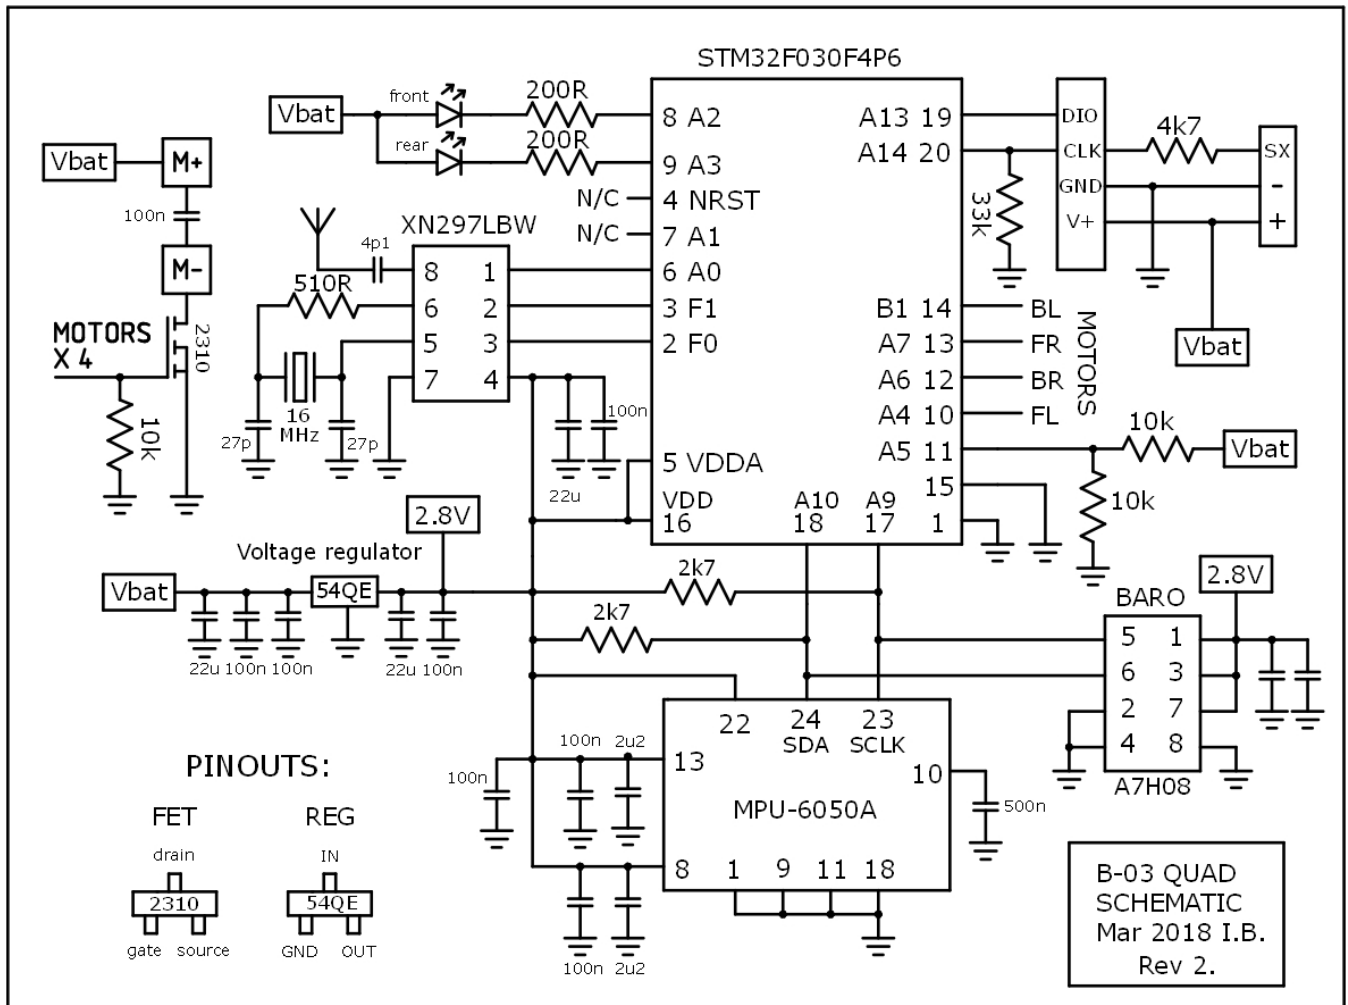 STM32F030F4P6
Vbat
front
200R
8 A2
A13 19
DIO
4k7
rear
200R
9 A3
A14 20
CLK
SX
Vbat
M+
N/C
4 NRST
33k
GND
-
100n
N/C
7 A1
V+
+
XN297LBW
4p1
8 1
6 A0
M-
510R
6 2
3 F1
B1 14
BL
MOTORS
X 4
2310
5 3
2 F0
A7 13
FR
MOTORS
Vbat
7 4
A6 12
BR
16
MHz
27p
27p
100n
A4 10
FL
10k
22u
5 VDDA
A5 11
10k
Vbat
VDD
16
A10
18
A9
17
15
1
10k
2.8V
Voltage regulator
Vbat
54QE
2k7
2k7
2.8V
22u 100n 100n
22u 100n
BARO
5 1
6 3
2 7
4 8
A7H08
22
24
SDA
23
SCLK
100n
100n
2u2
13
10
500n
MPU-6050A
8
1 9 11 18
100n 2u2
PINOUTS:
FET
REG
drain
IN
2310
54QE
gate source
GND OUT
B-03 QUAD
SCHEMATIC
Mar 2018 I.B.
Rev 2.